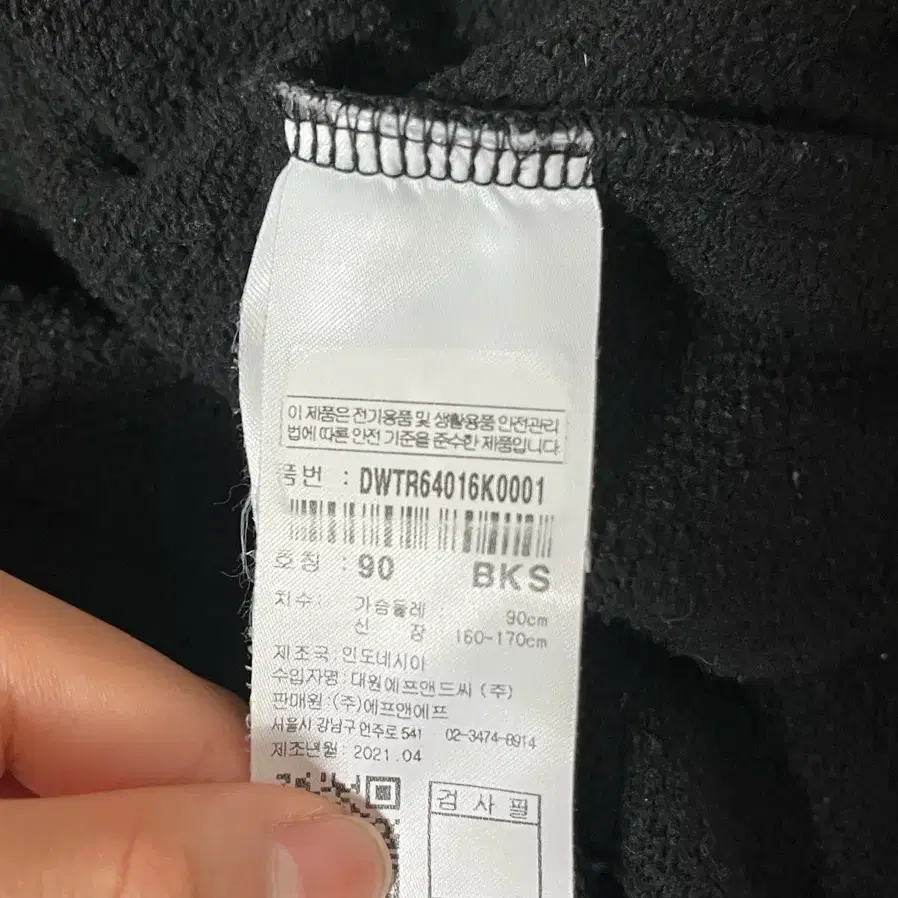 이 제품은 전기용품 및 생활용품 안전관리
법에 따른 안전 기준을 준수한 제품입니다.
품번 : DWTR64016K0001
호칭 : 90 BKS
치수 : 가슴둘레 : 90cm
신 장 160~170cm
제조국 : 인도네시아
수입자명 : 대원에프앤드씨 (주)
판매원 : (주)에프앤에프
서울시 강남구 언주로 541 02-3474-8914
제조년월 : 2021.04
검사필